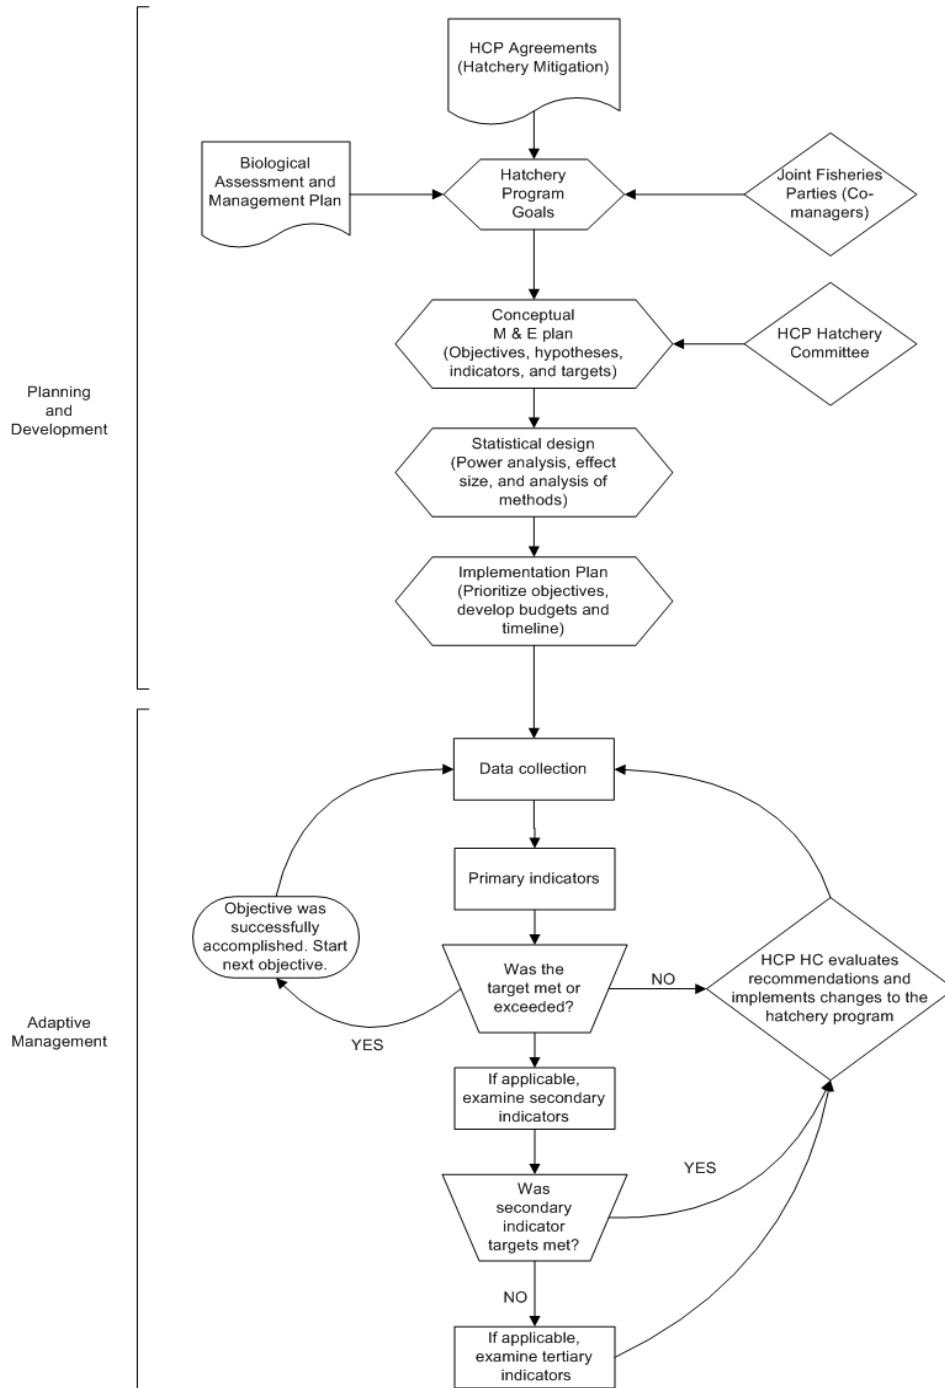 HCP Agreements
(Hatchery Mitigation)
Biological
Assessment and
Management Plan
Hatchery
Program
Goals
Joint Fisheries
Parties (Co-
managers)
Conceptual
M & E plan
(Objectives, hypotheses,
indicators, and targets)
HCP Hatchery
Committee
Planning
and
Development
Statistical design
(Power analysis, effect
size, and analysis of
methods)
Implementation Plan
(Prioritize objectives,
develop budgets and
timeline)
Data collection
Primary indicators
Objective was
successfully
accomplished. Start
next objective.
Was the
target met or
exceeded?
NO
HCP HC evaluates
recommendations and
implements changes to the
hatchery program
YES
Adaptive
Management
If applicable,
examine secondary
indicators
YES
Was
secondary
indicator
targets met?
NO
If applicable,
examine tertiary
indicators